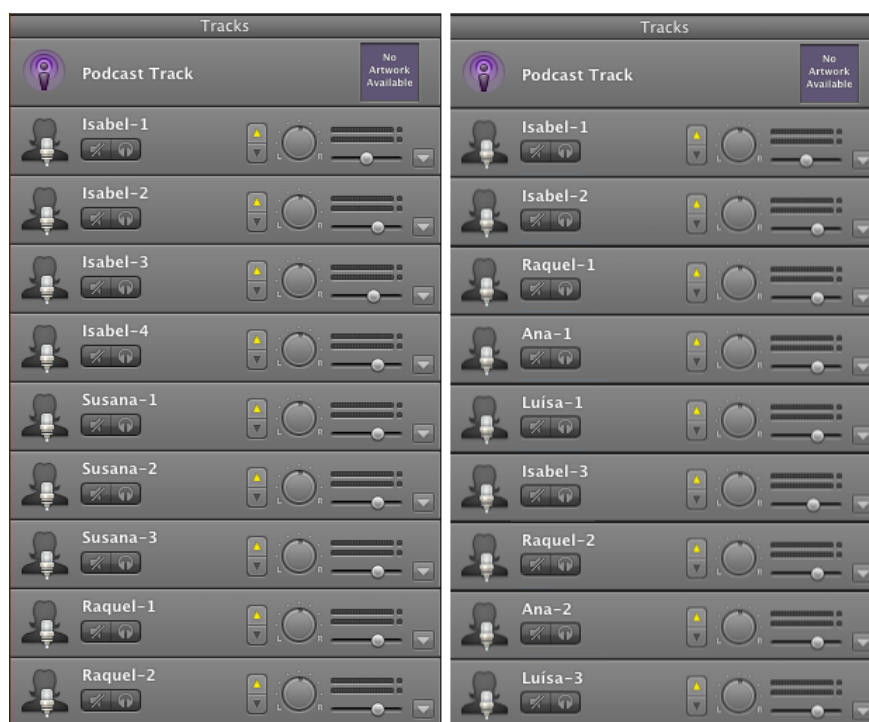 Tracks
Podcast Track
No
Artwork
Available
Isabel-1
L R
Isabel-2
L R
Isabel-3
L R
Isabel-4
L R
Susana-1
L R
Susana-2
L R
Susana-3
L R
Raquel-1
L R
Raquel-2
L R
Tracks
Podcast Track
No
Artwork
Available
Isabel-1
L R
Isabel-2
L R
Raquel-1
L R
Ana-1
L R
Luísa-1
L R
Isabel-3
L R
Raquel-2
L R
Ana-2
L R
Luísa-3
L R